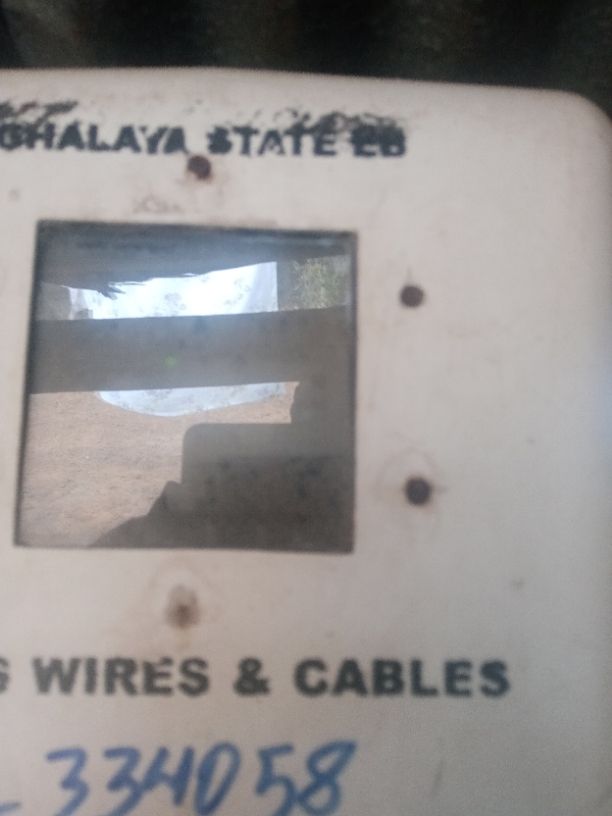 GHALAYA STATE EB
G WIRES & CABLES
- 334058